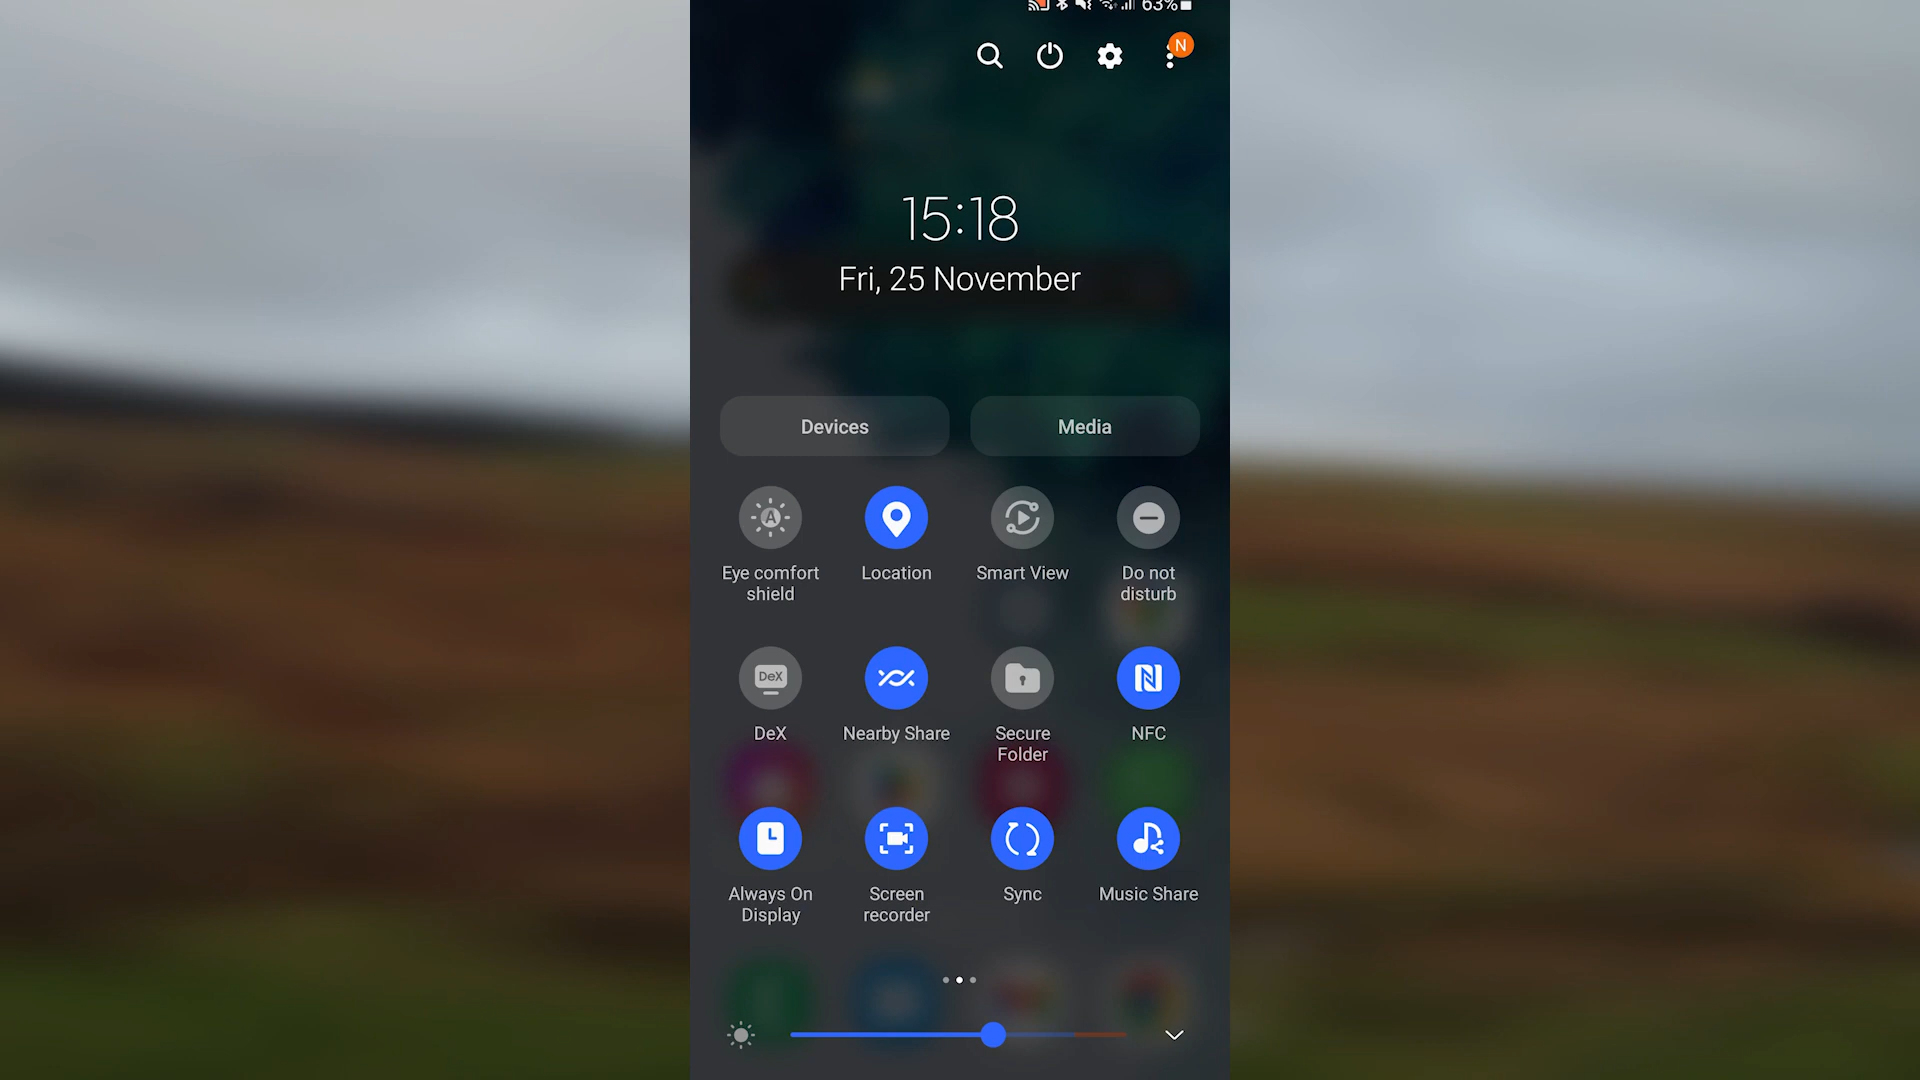 63%
N
15:18
Fri, 25 November
Devices
Media
A
Eye comfort
shield
Location
Smart View
Do not
disturb
DeX
DeX
Nearby Share
Secure
Folder
NFC
Always On
Display
Screen
recorder
Sync
Music Share